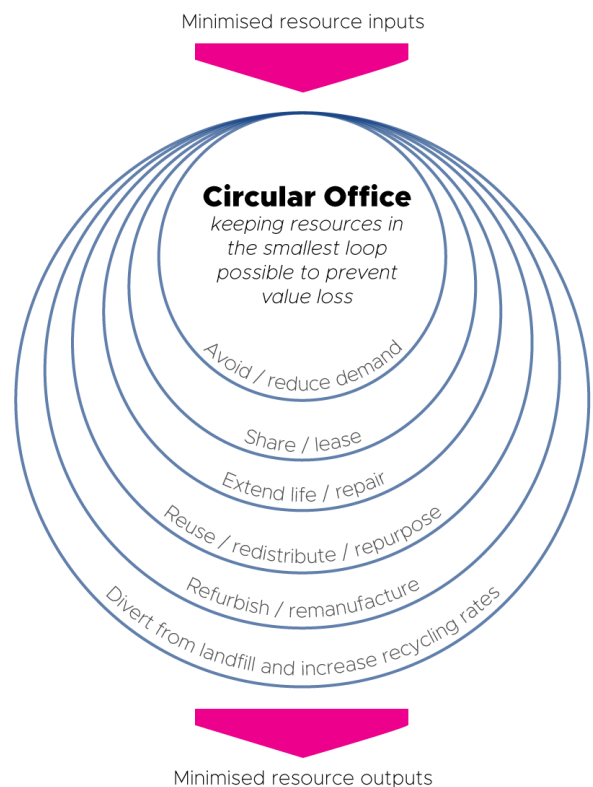 Minimised resource inputs
Circular Office
keeping resources in
the smallest loop
possible to prevent
value loss
Avoid / reduce demand
Share / lease
Extend life / repair
Reuse / redistribute / repurpose
Refurbish / remanufacture
Divert from landfill and increase recycling rates
Minimised resource outputs